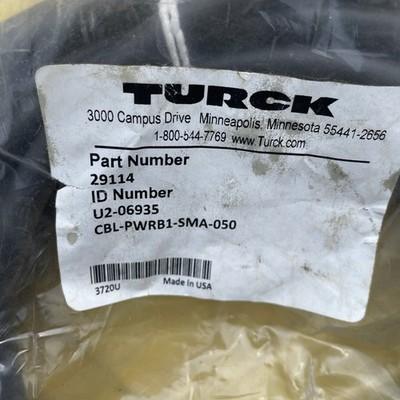 TURCK
3000 Campus Drive Minneapolis, Minnesota 55441-2656
1-800-544-7769 www.Turck.com
Part Number
29114
ID Number
U2-06935
CBL-PWRB1-SMA-050
3720U Made In USA